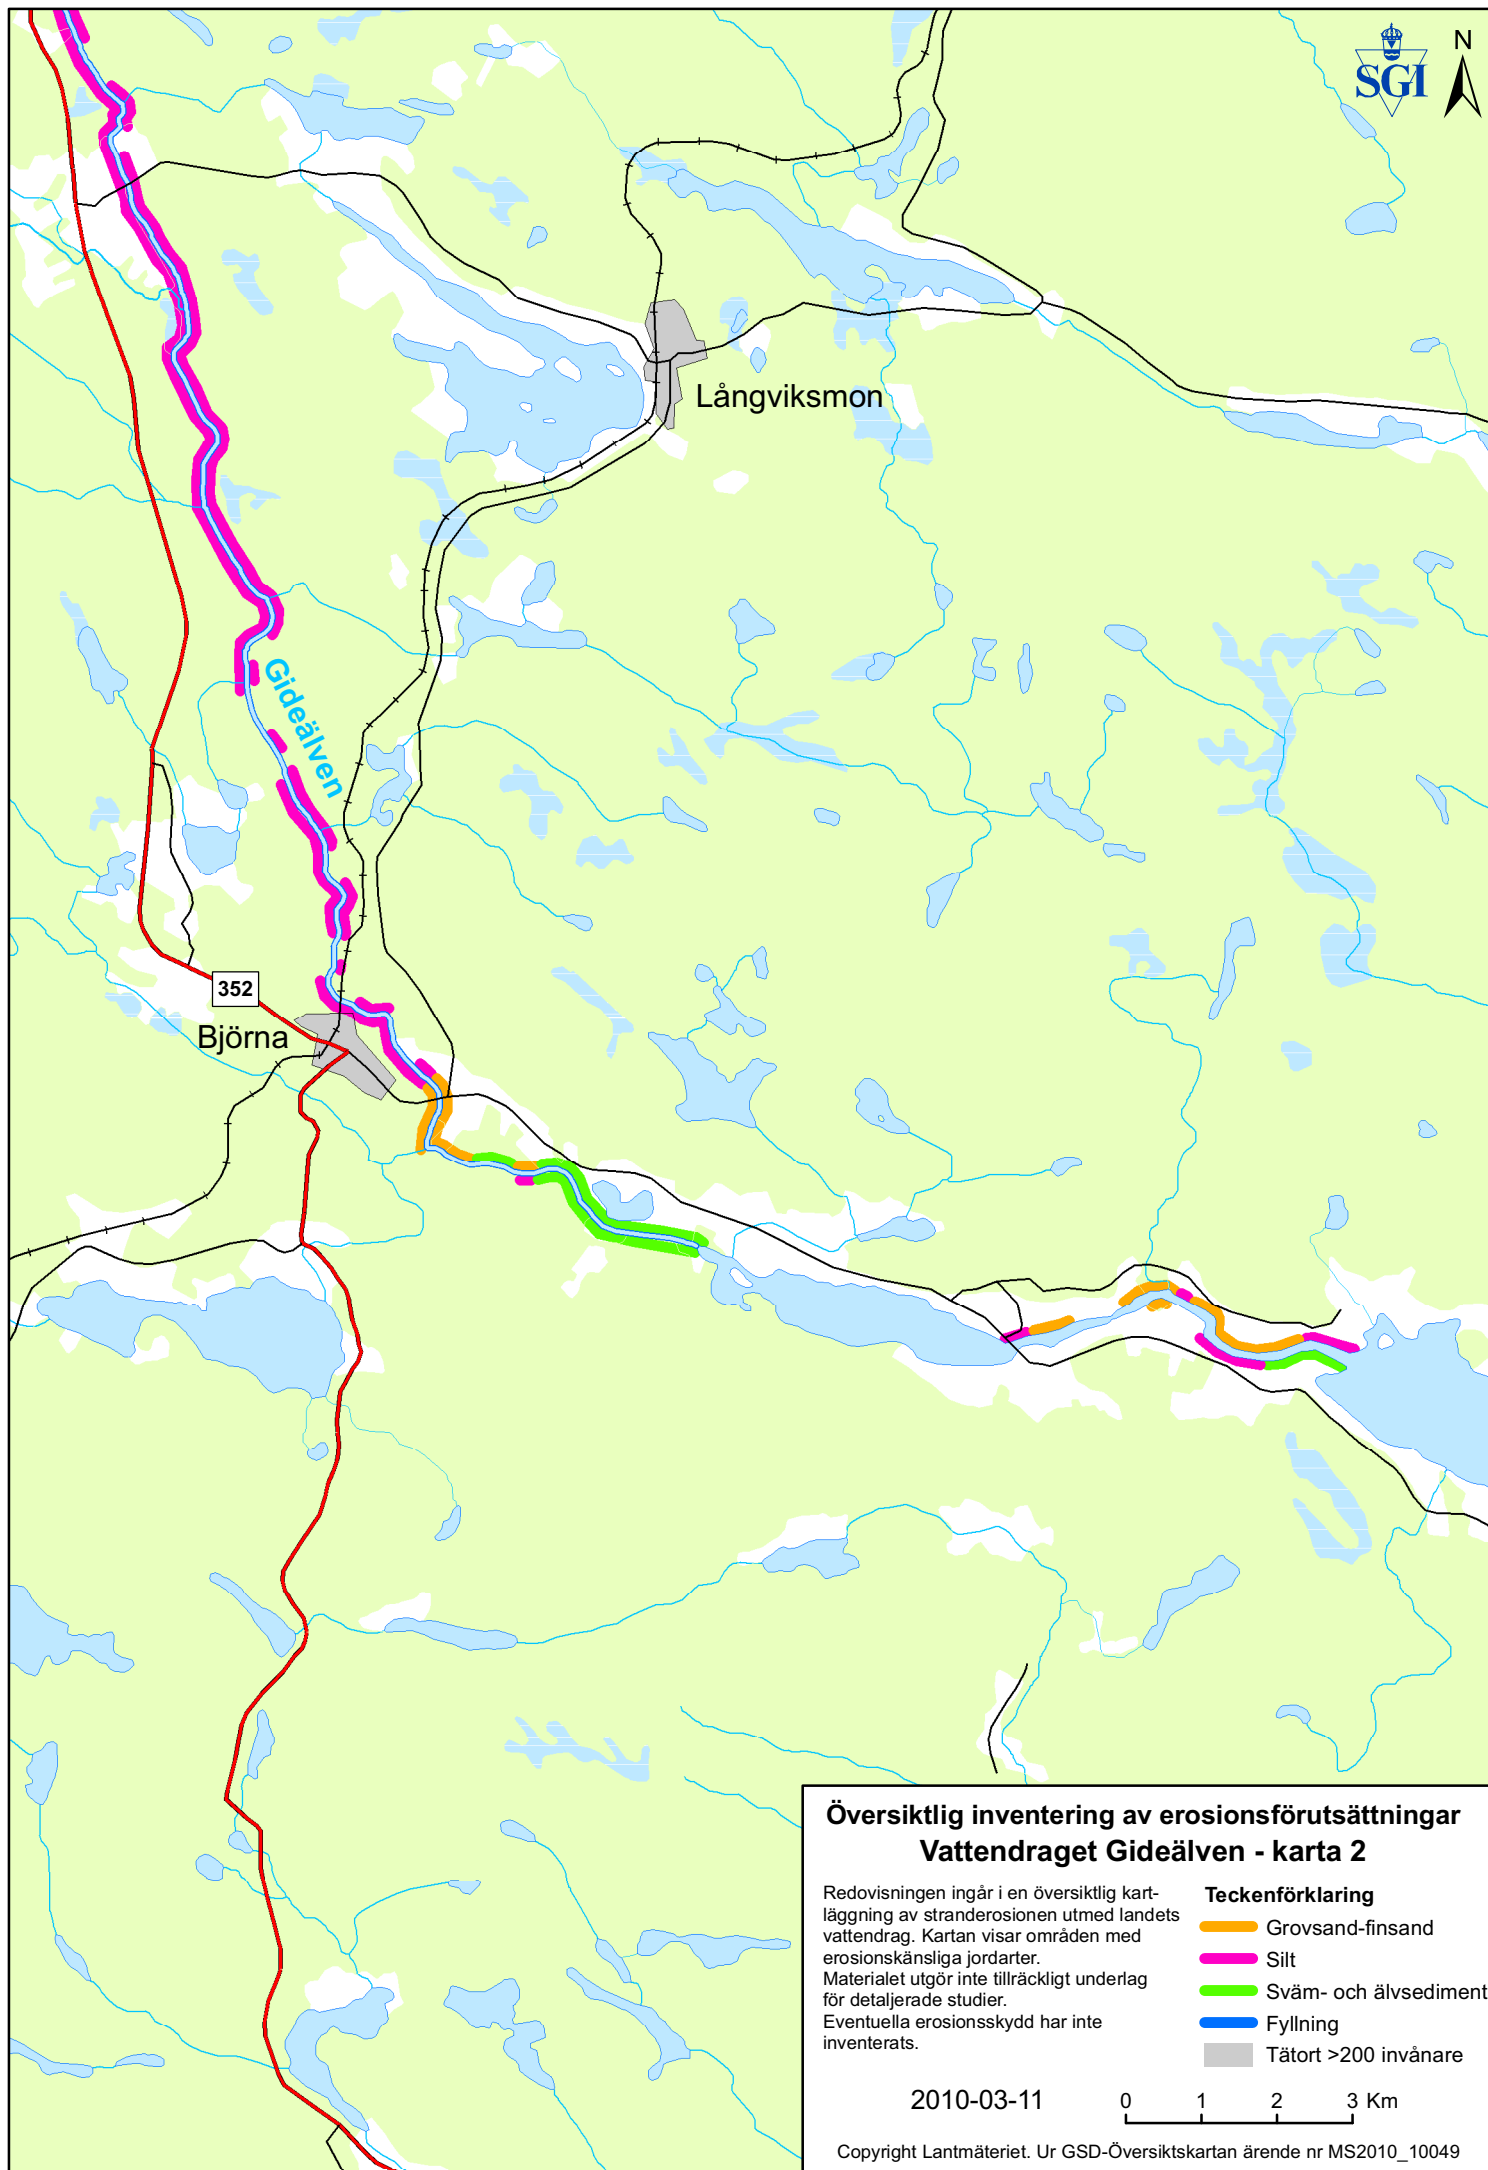 SGI
N
Långviksmon
Gideälven
352
Björna
Översiktlig inventering av erosionsförutsättningar
Vattendraget Gideälven - karta 2
Redovisningen ingår i en översiktlig kart-
läggning av stranderosionen utmed landets
vattendrag. Kartan visar områden med
erosionskänsliga jordarter.
Materialet utgör inte tillräckligt underlag
för detaljerade studier.
Eventuella erosionsskydd har inte
inventerats.
Teckenförklaring
Grovsand-finsand
Silt
Sväm- och älvsediment
Fyllning
Tätort >200 invånare
2010-03-11
0 1 2 3 Km
Copyright Lantmäteriet. Ur GSD-Översiktskartan ärende nr MS2010_10049